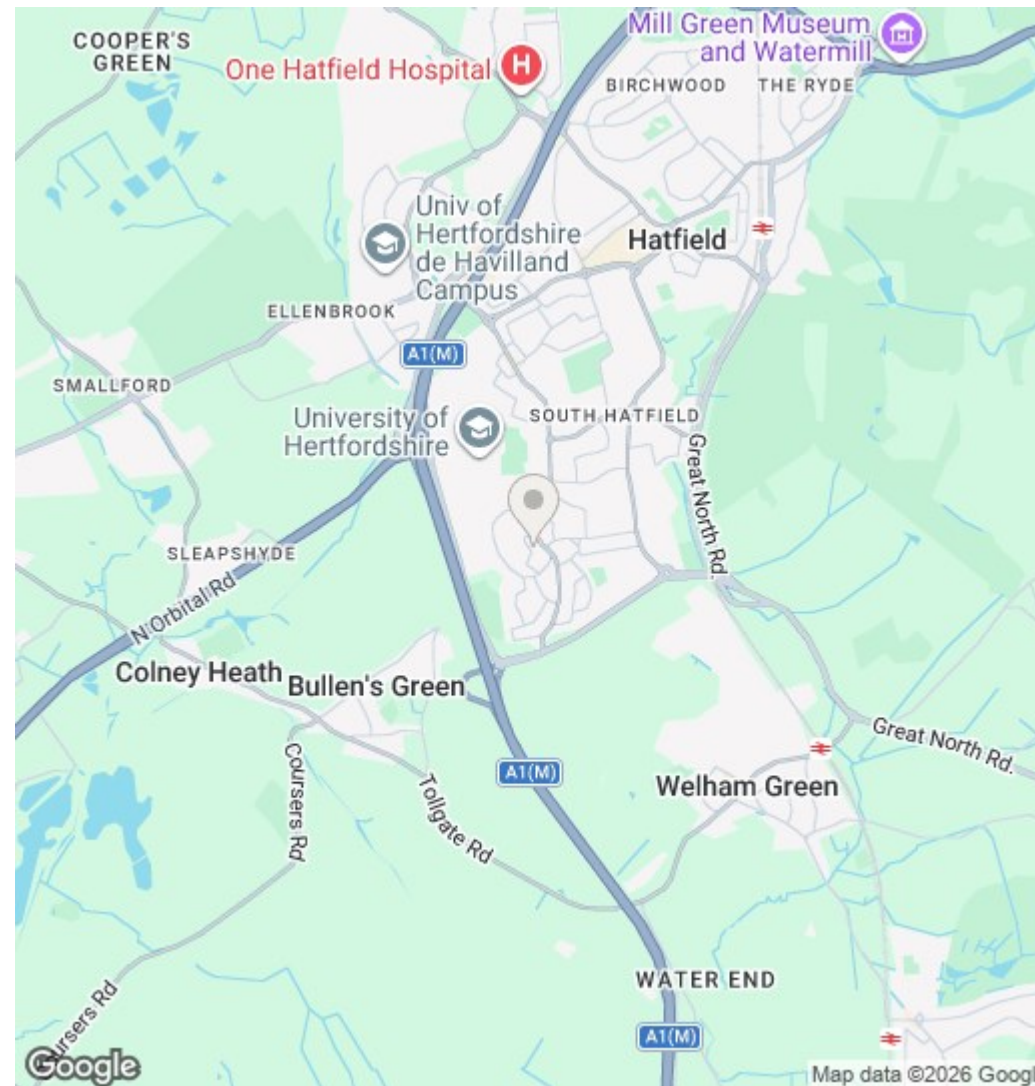 COOPER'S
GREEN
Mill Green Museum
and Watermill
One Hatfield Hospital
H
BIRCHWOOD
THE RYDE
Univ of
Hertfordshire
de Havilland
Campus
Hatfield
ELLENBROOK
A1(M)
SMALLFORD
University of
Hertfordshire
SOUTH HATFIELD
Great North Rd.
SLEAPSHYDE
N Orbital Rd
Colney Heath
Bullen's Green
Great North Rd.
Coursers Rd
A1(M)
Tollgate Rd
Welham Green
WATER END
Coursers Rd
A1(M)
Google
Map data ©2026 Googl